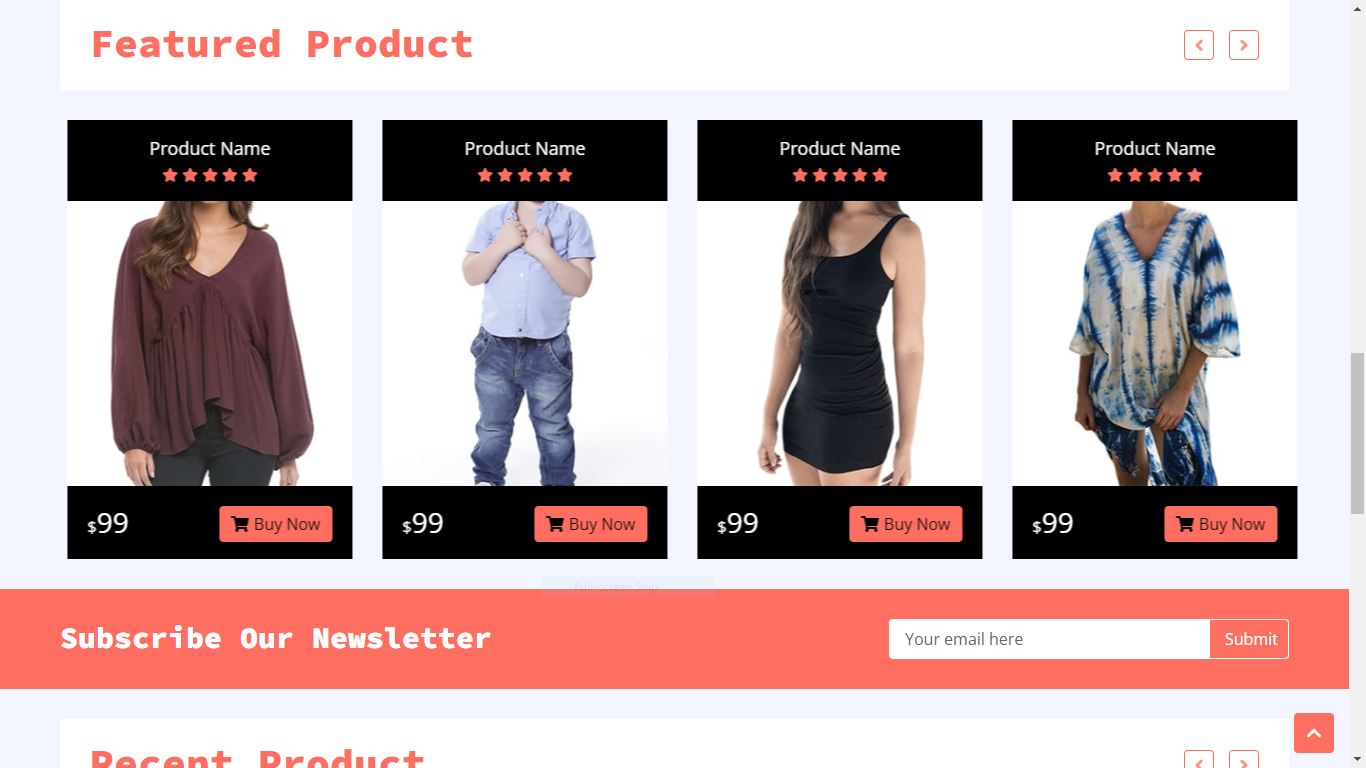 Featured Product
Product Name
Product Name
Product Name
Product Name
$99
Buy Now
$99
Buy Now
$99
Buy Now
$99
Buy Now
Full-screen Snip
Subscribe Our Newsletter
Your email here
Submit
Recent Product